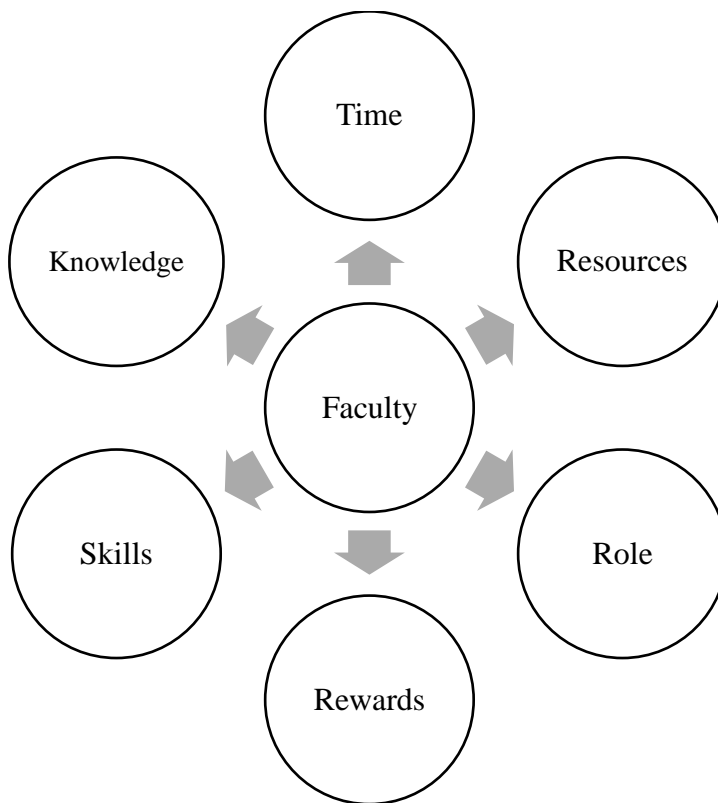 Time
Knowledge
Resources
Faculty
Skills
Role
Rewards